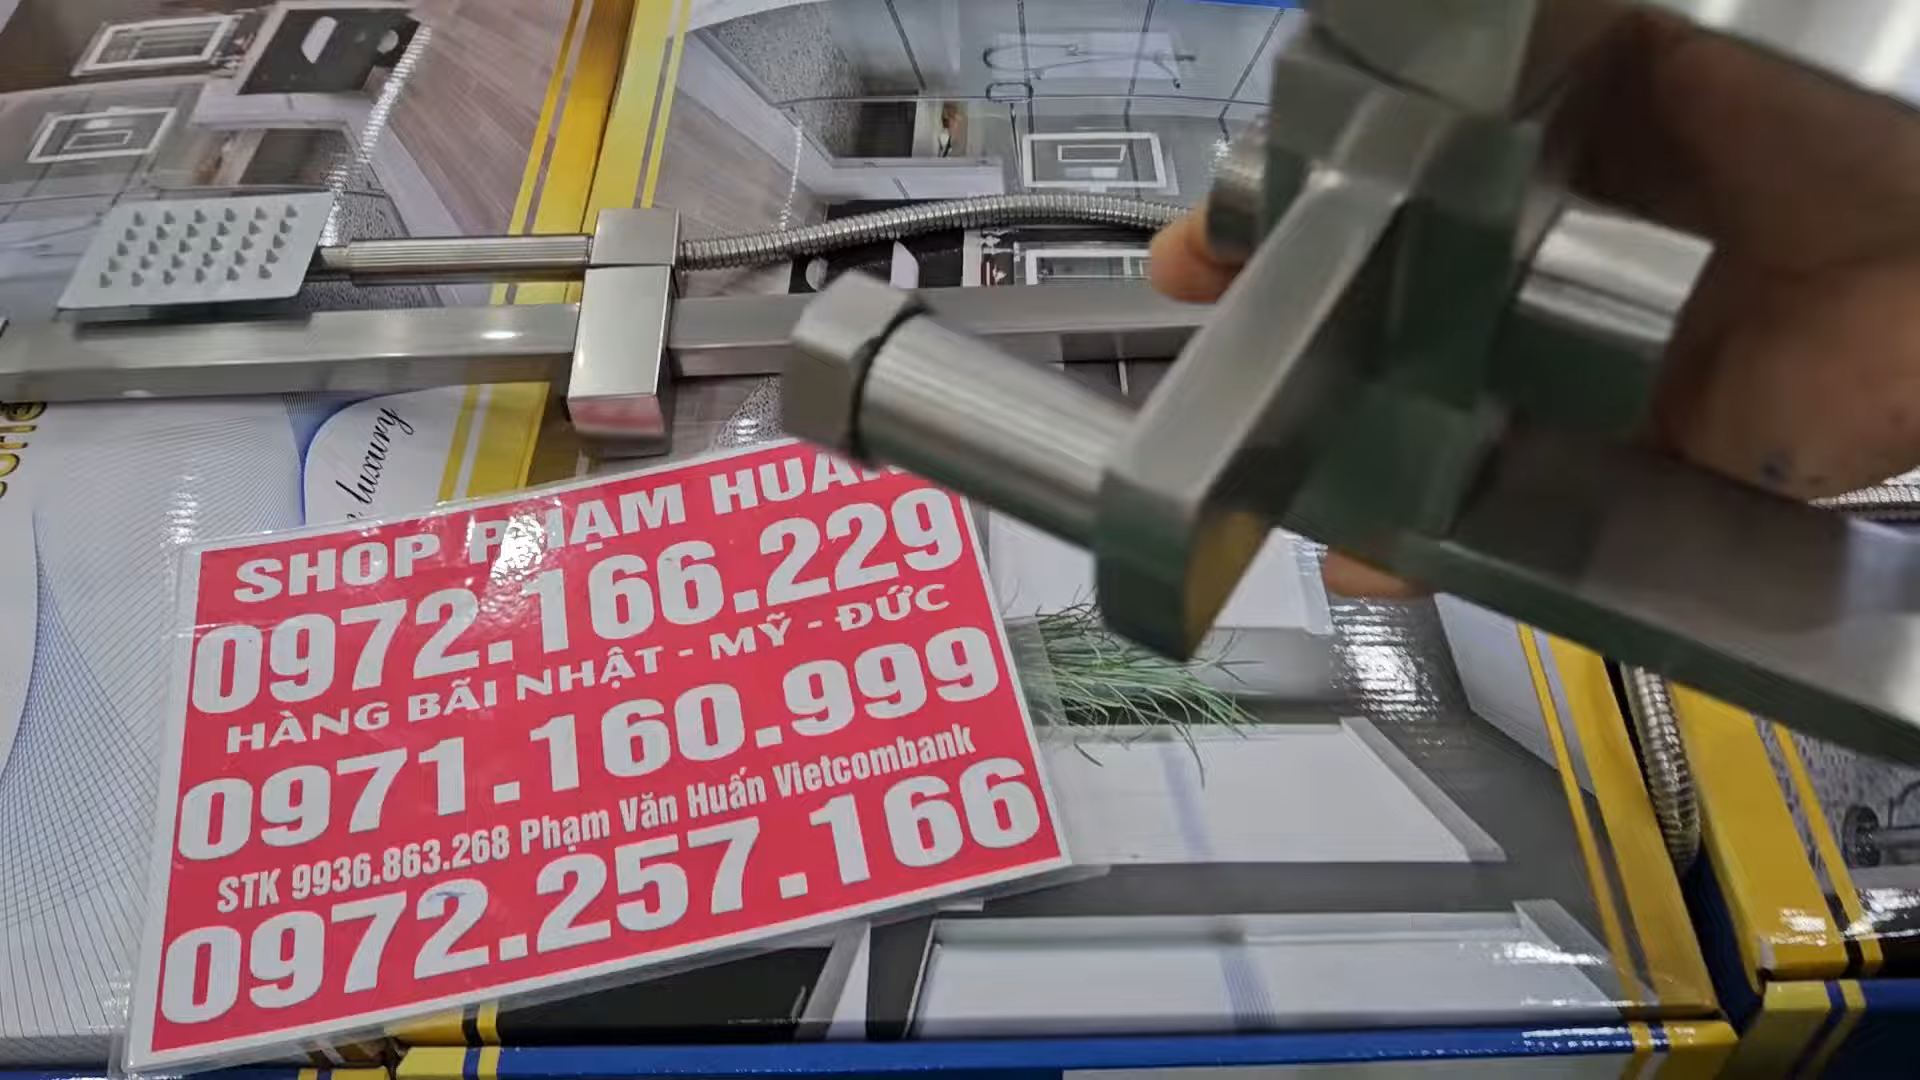 luxury
SHOP PHẠM HUẤN
0972.166.229
HÀNG BÃI NHẬT - MỸ - ĐỨC
0971.160.999
STK 9936.863.268 Phạm Văn Huấn Vietcombank
0972.257.166